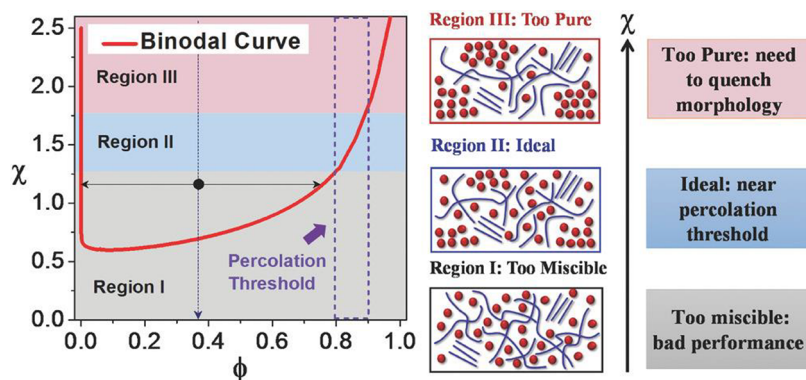 Binodal Curve
Region III
Region II
Region I
Percolation
Threshold
2.5
2.0
1.5
1.0
0.5
0.0
χ
0.0
0.2
0.4
0.6
0.8
1.0
ϕ
Region III: Too Pure
Region II: Ideal
Region I: Too Miscible
χ
Too Pure: need
to quench
morphology
Ideal: near
percolation
threshold
Too miscible:
bad performance